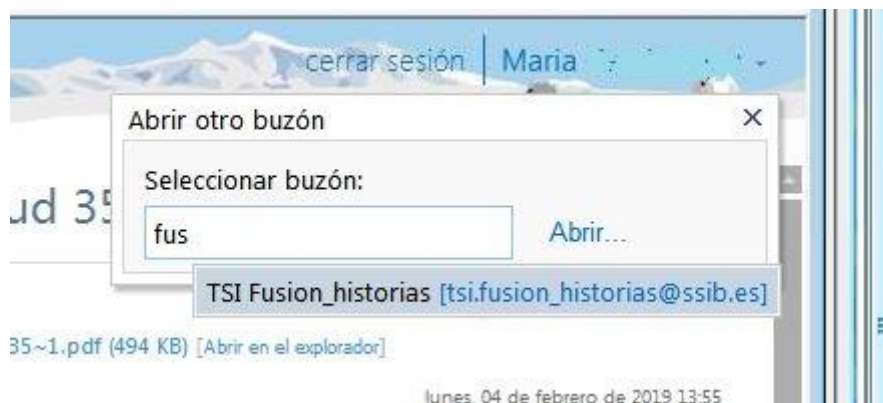 cerrar sesión | Maria
Abrir otro buzón
Seleccionar buzón:
ud 35
fus Abrir...
TSI Fusion_historias [tsi.fusion_historias@ssib.es]
35~1.pdf (494 KB) [Abrir en el explorador]
lunes, 04 de febrero de 2019 13:55